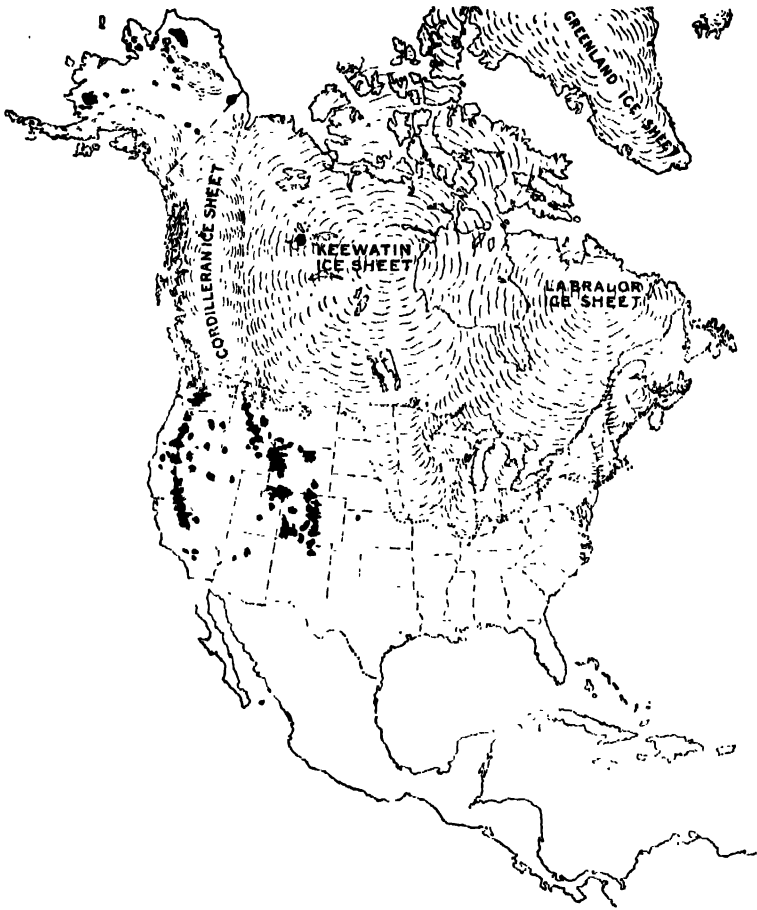 GREENLAND ICE SHEET
CORDILLERAN ICE SHEET
KEEWATIN
ICE SHEET
LABRADOR
ICE SHEET